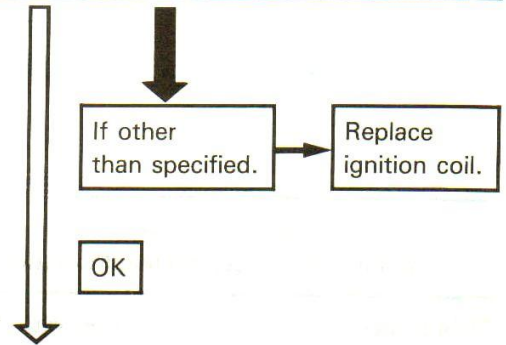 If other
than specified.
Replace
ignition coil.
OK